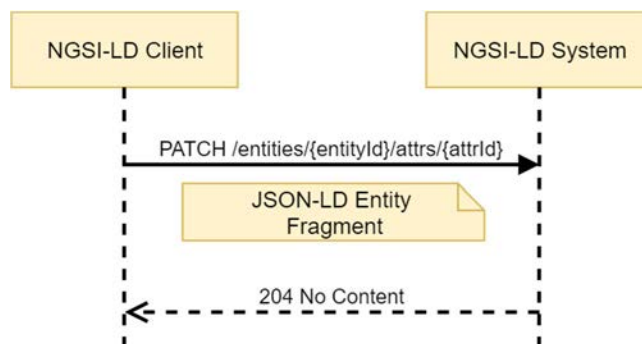 NGSI-LD Client
NGSI-LD System
PATCH /entities/{entityId}/attrs/{attrId}
JSON-LD Entity
Fragment
204 No Content